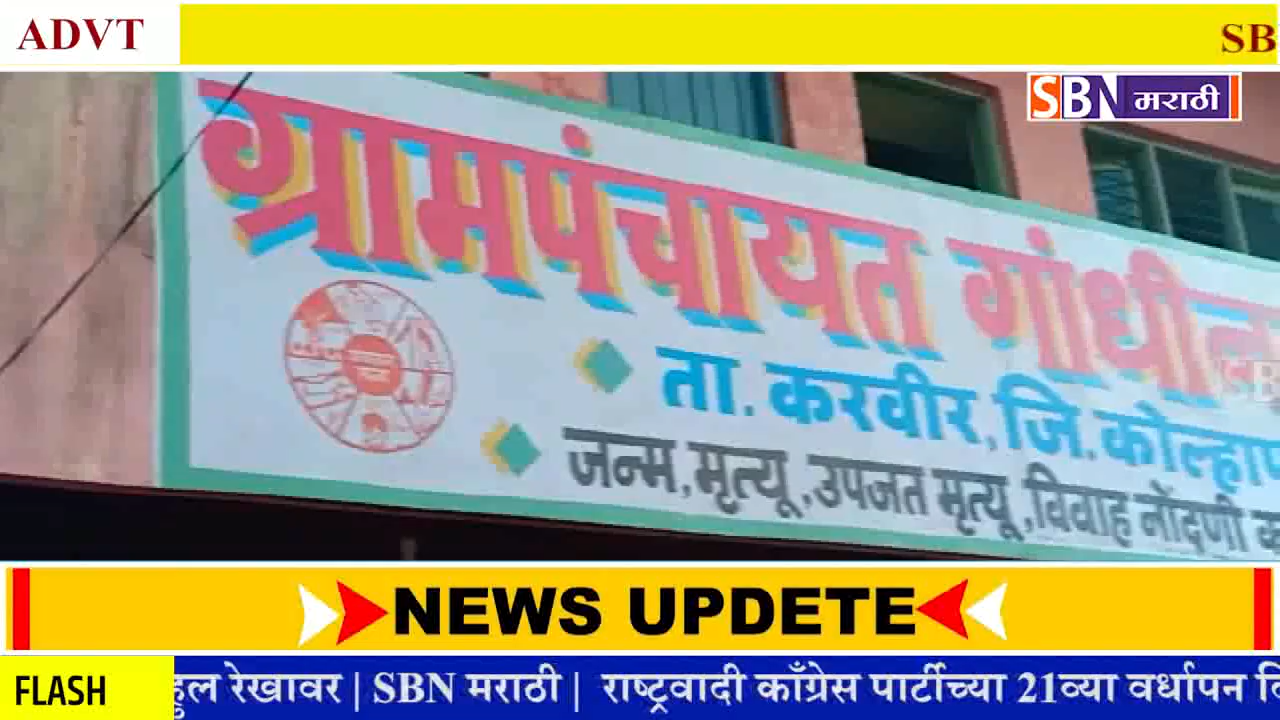 ADVT
SB
SBN मराठी
ग्रामपंचायत गांधील
ता. करवीर, जि. कोल्हाप
जन्म, मृत्यू, उपजत मृत्यू, विवाह नोंदणी क
SB
NEWS UPDETE
FLASH हुल रेखावर | SBN मराठी | राष्ट्रवादी काँग्रेस पार्टीच्या 21व्या वर्धापन दि